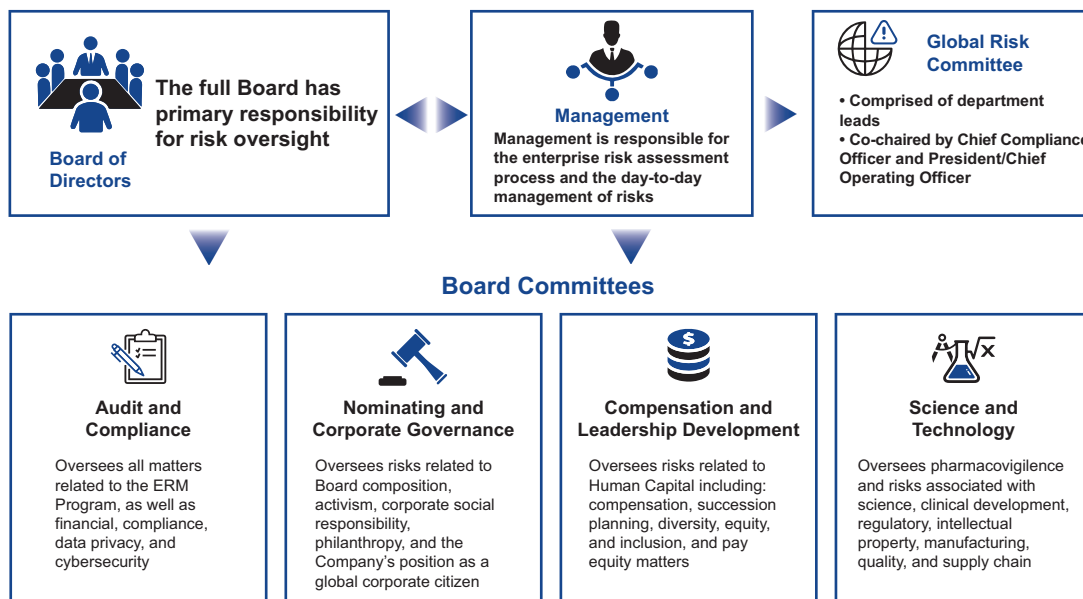 The full Board has
primary responsibility
for risk oversight
Board of
Directors
Management
Management is responsible for
the enterprise risk assessment
process and the day-to-day
management of risks
Global Risk
Committee
• Comprised of department
leads
• Co-chaired by Chief Compliance
Officer and President/Chief
Operating Officer
Board Committees
Audit and
Compliance
Oversees all matters
related to the ERM
Program, as well as
financial, compliance,
data privacy, and
cybersecurity
Nominating and
Corporate Governance
Oversees risks related to
Board composition,
activism, corporate social
responsibility,
philanthropy, and the
Company’s position as a
global corporate citizen
$
Compensation and
Leadership Development
Oversees risks related to
Human Capital including:
compensation, succession
planning, diversity, equity,
and inclusion, and pay
equity matters
√x
Science and
Technology
Oversees pharmacovigilence
and risks associated with
science, clinical development,
regulatory, intellectual
property, manufacturing,
quality, and supply chain